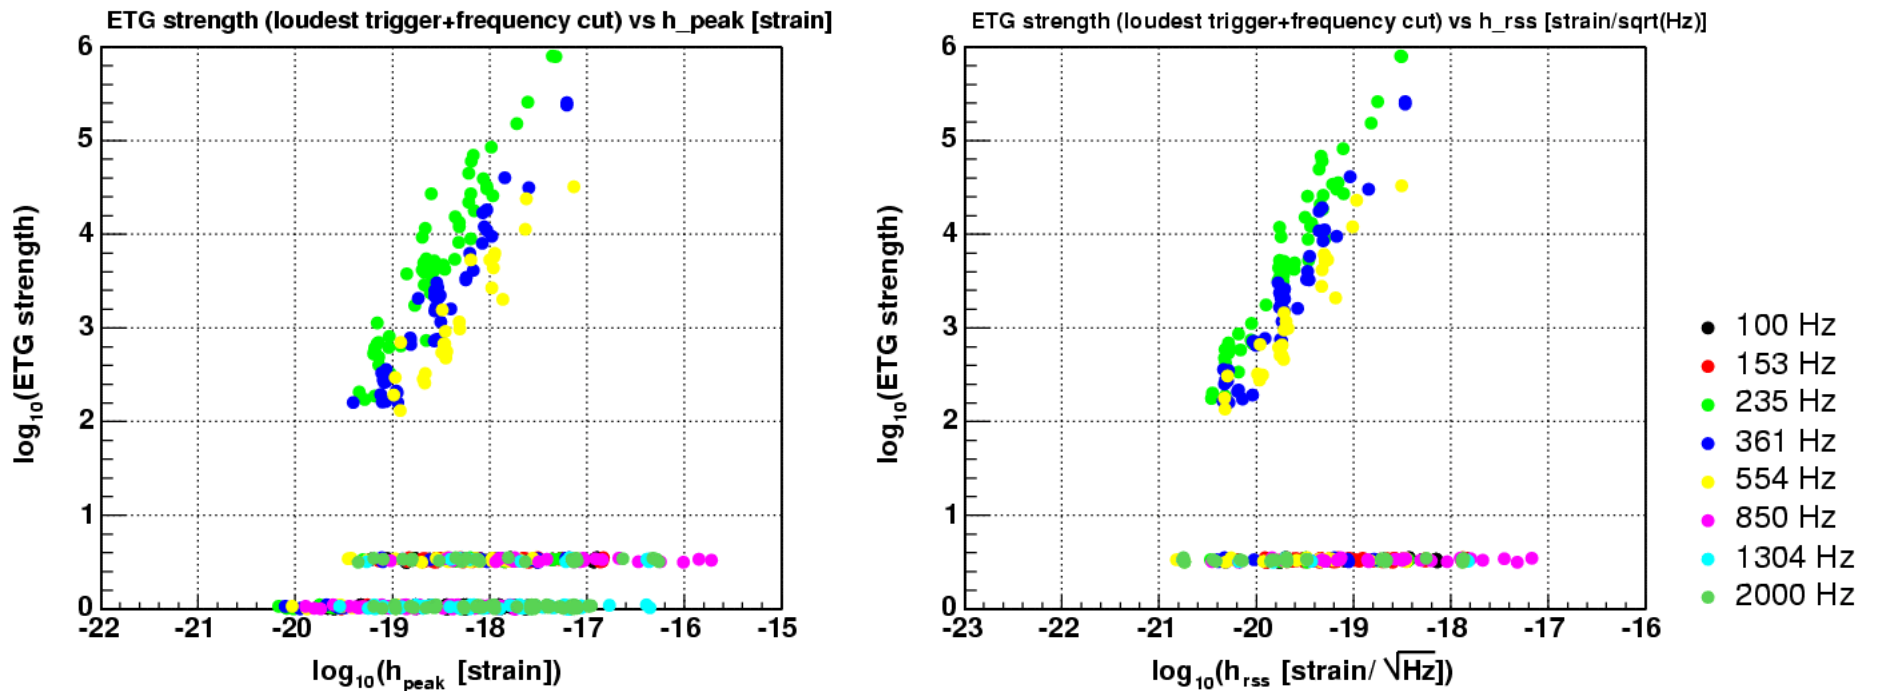 ETG strength (loudest trigger+frequency cut) vs h_peak [strain]
6
5
4
3
2
1
0
-22 -21 -20 -19 -18 -17 -16 -15
log10(ETG strength)
log10(hpeak [strain])
ETG strength (loudest trigger+frequency cut) vs h_rss [strain/sqrt(Hz)]
6
5
4
3
2
1
0
-23 -22 -21 -20 -19 -18 -17 -16
log10(ETG strength)
log10(hrss [strain/ √Hz])
100 Hz
153 Hz
235 Hz
361 Hz
554 Hz
850 Hz
1304 Hz
2000 Hz